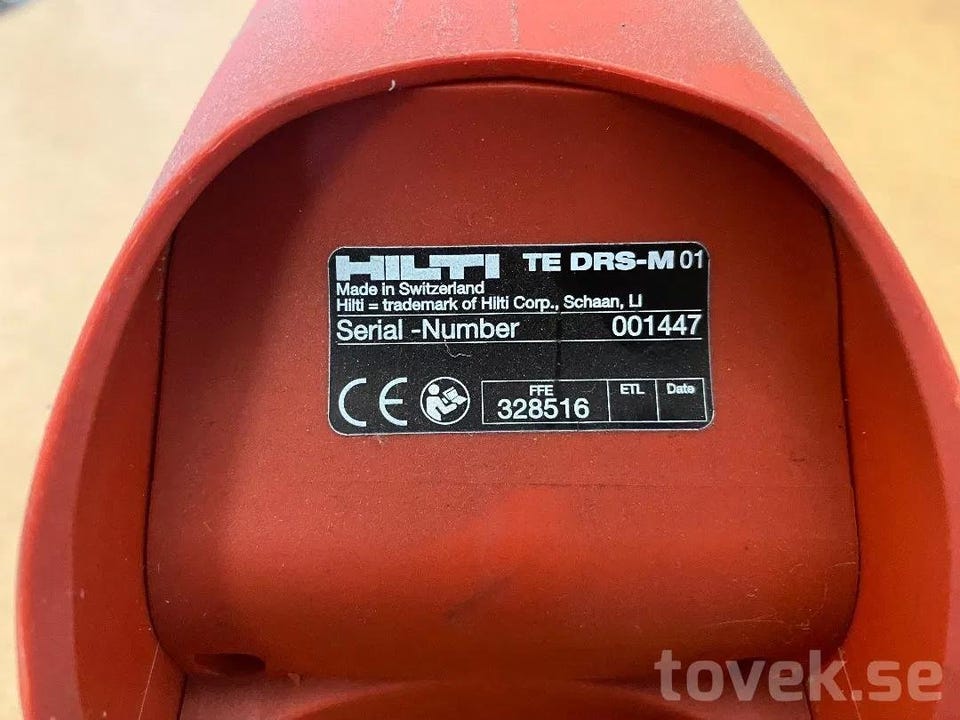 HILTI TE DRS-M 01
Made in Switzerland
Hilti = trademark of Hilti Corp., Schaan, LI
Serial -Number 001447
CE FFE ETL Date
328516
tovek.se